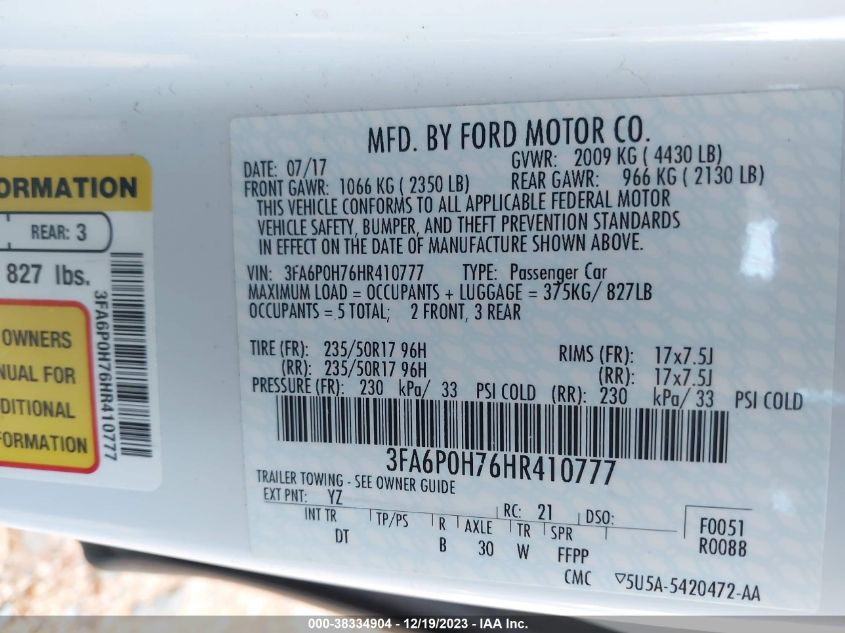 ORMATION
REAR: 3
827 lbs.
OWNERS
NUAL FOR
DITIONAL
FORMATION
3FA6P0H76HR410777
MFD. BY FORD MOTOR CO.
DATE: 07/17 GVWR: 2009 KG ( 4430 LB)
FRONT GAWR: 1066 KG ( 2350 LB) REAR GAWR: 966 KG ( 2130 LB)
THIS VEHICLE CONFORMS TO ALL APPLICABLE FEDERAL MOTOR
VEHICLE SAFETY, BUMPER, AND THEFT PREVENTION STANDARDS
IN EFFECT ON THE DATE OF MANUFACTURE SHOWN ABOVE.
VIN: 3FA6P0H76HR410777 TYPE: Passenger Car
MAXIMUM LOAD = OCCUPANTS + LUGGAGE = 375KG/ 827LB
OCCUPANTS = 5 TOTAL; 2 FRONT, 3 REAR
TIRE (FR): 235/50R17 96H RIMS (FR): 17x7.5J
(RR): 235/50R17 96H (RR): 17x7.5J
PRESSURE (FR): 230 kPa/ 33 PSI COLD (RR): 230 kPa/ 33 PSI COLD
3FA6P0H76HR410777
TRAILER TOWING - SEE OWNER GUIDE
EXT PNT: YZ RC: 21 DSO: F0051
INT TR TP/PS R AXLE TR SPR R0088
DT B 30 W FFPP
CMC ▽5U5A-5420472-AA
000-38334904 - 12/19/2023 - IAA Inc.